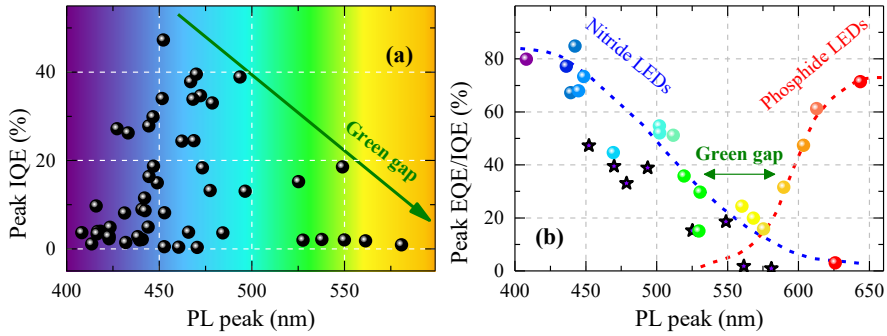 (a)
Green gap
Peak IQE (%)
40
20
0
400
450
500
550
PL peak (nm)
Nitride LEDs
Phosphide LEDs
Green gap
(b)
Peak EQE/IQE (%)
80
60
40
20
0
400
450
500
550
600
650
PL peak (nm)